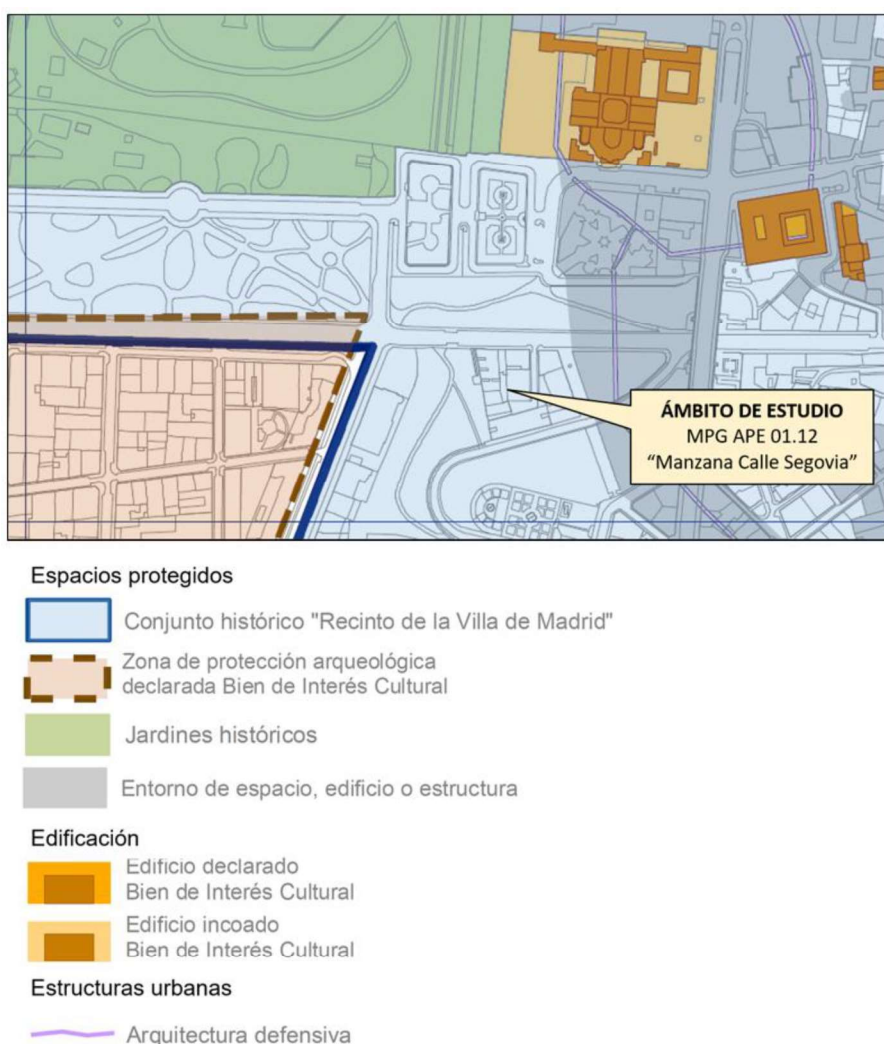 ÁMBITO DE ESTUDIO
MPG APE 01.12
“Manzana Calle Segovia”
Espacios protegidos
Conjunto histórico "Recinto de la Villa de Madrid"
Zona de protección arqueológica
declarada Bien de Interés Cultural
Jardines históricos
Entorno de espacio, edificio o estructura
Edificación
Edificio declarado
Bien de Interés Cultural
Edificio incoado
Bien de Interés Cultural
Estructuras urbanas
Arquitectura defensiva